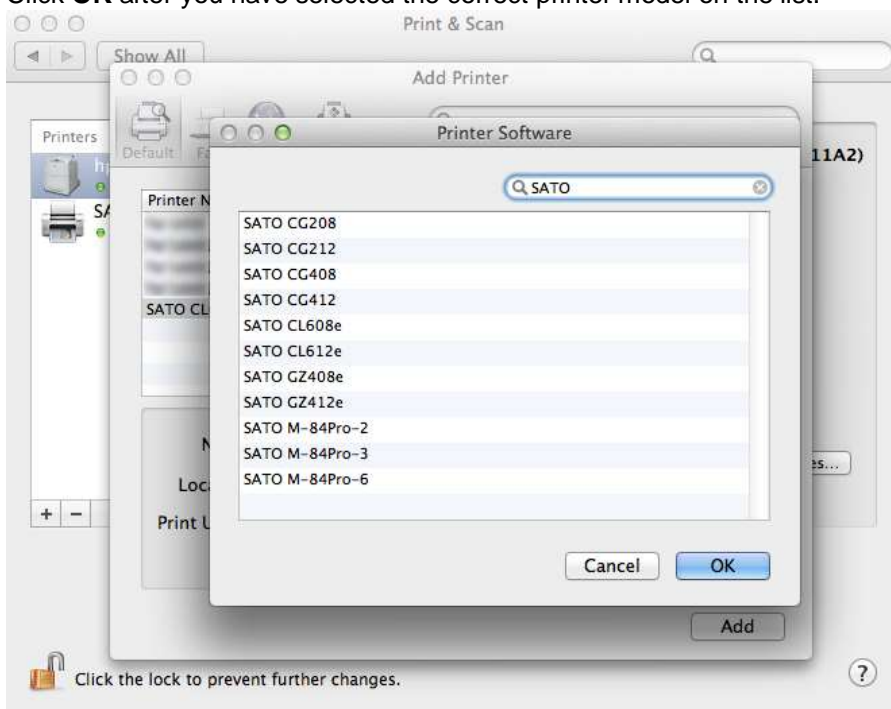 Click OK after you have selected the correct printer model on the list.
Print & Scan
Show All
Add Printer
Printers
Default
Printer Software
11A2)
SATO
Printer N
SATO CG208
SATO CG212
SATO CG408
SATO CG412
SATO CL
SATO CL608e
SATO CL612e
SATO GZ408e
SATO GZ412e
SATO M-84Pro-2
SATO M-84Pro-3
SATO M-84Pro-6
N
Loca
es...
+ -
Print U
Cancel
OK
Add
Click the lock to prevent further changes.
?